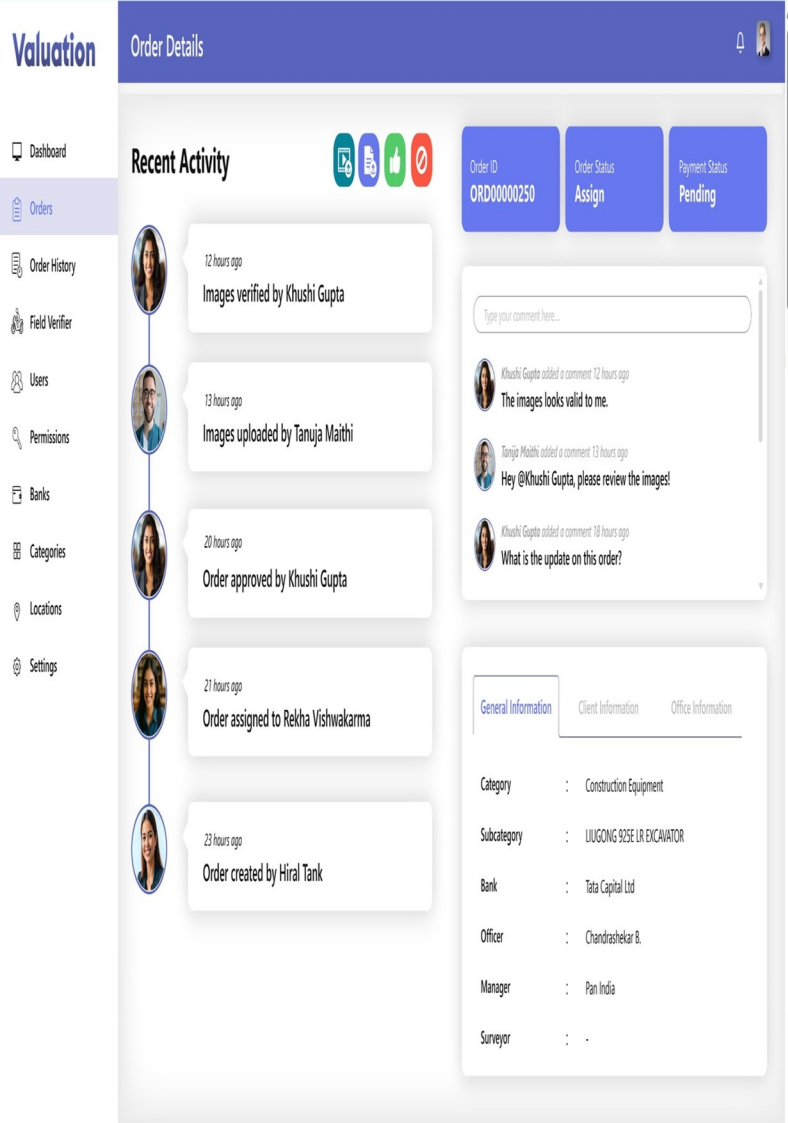 Valuation
Order Details
Dashboard
Orders
Order History
Field Verifier
Users
Permissions
Banks
Categories
Locations
Settings
Recent Activity
12 hours ago
Images verified by Khushi Gupta
13 hours ago
Images uploaded by Tanuja Maithi
20 hours ago
Order approved by Khushi Gupta
21 hours ago
Order assigned to Rekha Vishwakarma
23 hours ago
Order created by Hiral Tank
Order ID
ORD00000250
Order Status
Assign
Payment Status
Pending
Type your comment here...
Khushi Gupta added a comment 12 hours ago
The images looks valid to me.
Tanija Maithi added a comment 13 hours ago
Hey @Khushi Gupta, please review the images!
Khushi Gupta added a comment 18 hours ago
What is the update on this order?
General Information Client Information Office Information
Category : Construction Equipment
Subcategory : LIUGONG 925E LR EXCAVATOR
Bank : Tata Capital Ltd
Officer : Chandrashekar B.
Manager : Pan India
Surveyor : -